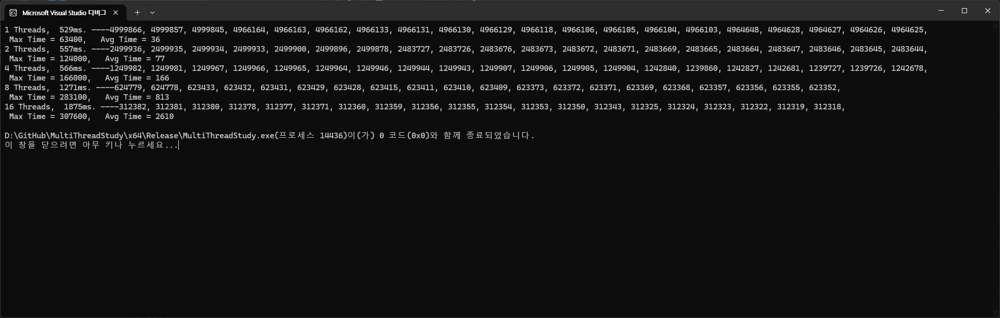 Microsoft Visual Studio 디버그
1 Threads,  529ms. ----4999866, 4999857, 4999845, 4966164, 4966163, 4966162, 4966133, 4966131, 4966130, 4966129, 4966118, 4966106, 4966105, 4966104, 4966103, 4964648, 4964628, 4964627, 4964626, 4964625,
 Max Time = 63400,   Avg Time = 36
2 Threads,  557ms. ----2499936, 2499935, 2499934, 2499933, 2499900, 2499896, 2499878, 2483727, 2483726, 2483676, 2483673, 2483672, 2483671, 2483669, 2483665, 2483664, 2483647, 2483646, 2483645, 2483644,
 Max Time = 124000,   Avg Time = 77
4 Threads,  566ms. ----1249982, 1249981, 1249967, 1249966, 1249965, 1249964, 1249946, 1249944, 1249943, 1249907, 1249906, 1249905, 1249904, 1242840, 1239860, 1242827, 1242681, 1239727, 1239726, 1242678,
 Max Time = 166000,   Avg Time = 166
8 Threads,  1271ms. ----624779, 624778, 623433, 623432, 623431, 623429, 623428, 623415, 623411, 623410, 623409, 623373, 623372, 623371, 623369, 623368, 623357, 623356, 623355, 623352,
 Max Time = 283100,   Avg Time = 813
16 Threads,  1875ms. ----312382, 312381, 312380, 312378, 312377, 312371, 312360, 312359, 312356, 312355, 312354, 312353, 312350, 312343, 312325, 312324, 312323, 312322, 312319, 312318,
 Max Time = 307600,   Avg Time = 2610
D:\GitHub\MultiThreadStudy\x64\Release\MultiThreadStudy.exe(프로세스 14436)이(가) 0 코드(0x0)와 함께 종료되었습니다.
이 창을 닫으려면 아무 키나 누르세요...